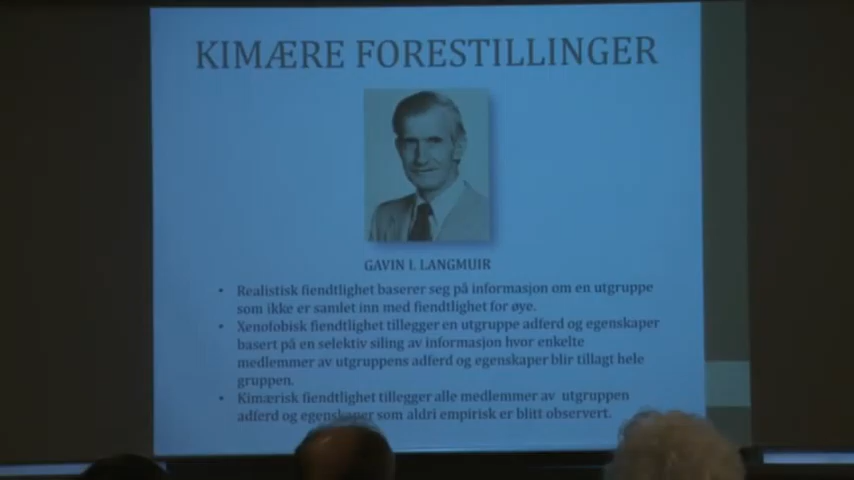 KIMÆRE FORESTILLINGER
GAVIN I. LANGMUIR
• Realistisk fiendtlighet baserer seg på informasjon om en utgruppe
som ikke er samlet inn med fiendtlighet for øye.
• Xenofobisk fiendtlighet tillegger en utgruppe adferd og egenskaper
basert på en selektiv siling av informasjon hvor enkelte
medlemmer av utgruppens adferd og egenskaper blir tillagt hele
gruppen.
• Kimærisk fiendtlighet tillegger alle medlemmer av utgruppen
adferd og egenskaper som aldri empirisk er blitt observert.